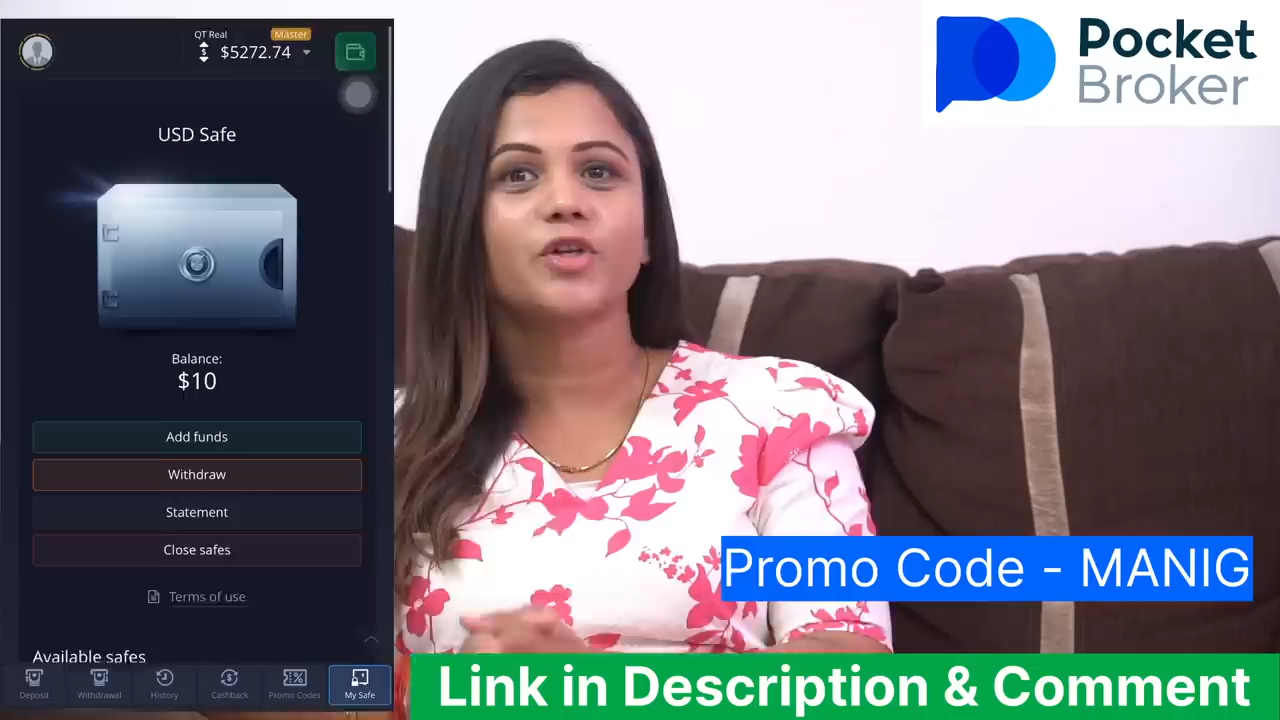 QT Real
Master
$5272.74
USD Safe
Balance:
$10
Add funds
Withdraw
Statement
Close safes
Terms of use
Available safes
Deposit
Withdrawal
History
Cashback
Promo Codes
My Safe
Pocket
Broker
Promo Code - MANIG
Link in Description & Comment